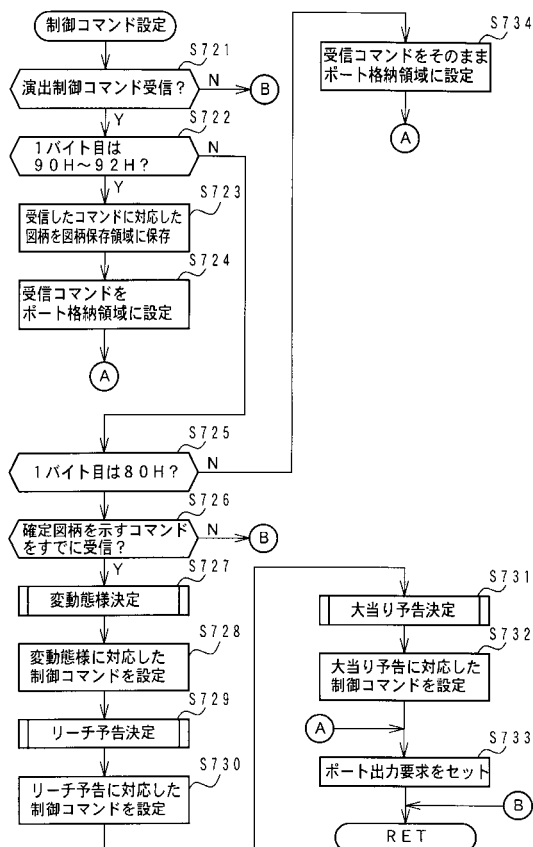 制御コマンド設定
S721
演出制御コマンド受信?
N
B
Y
S722
1バイト目は
90H~92H?
N
Y
S723
受信したコマンドに対応した
図柄を図柄保存領域に保存
S724
受信コマンドを
ポート格納領域に設定
A
S725
1バイト目は80H?
N
S726
確定図柄を示すコマンド
をすでに受信?
N
B
Y
S727
変動態様決定
S728
変動態様に対応した
制御コマンドを設定
S729
リーチ予告決定
S730
リーチ予告に対応した
制御コマンドを設定
S734
受信コマンドをそのまま
ポート格納領域に設定
A
S731
大当り予告決定
S732
大当り予告に対応した
制御コマンドを設定
A
S733
ポート出力要求をセット
B
RET